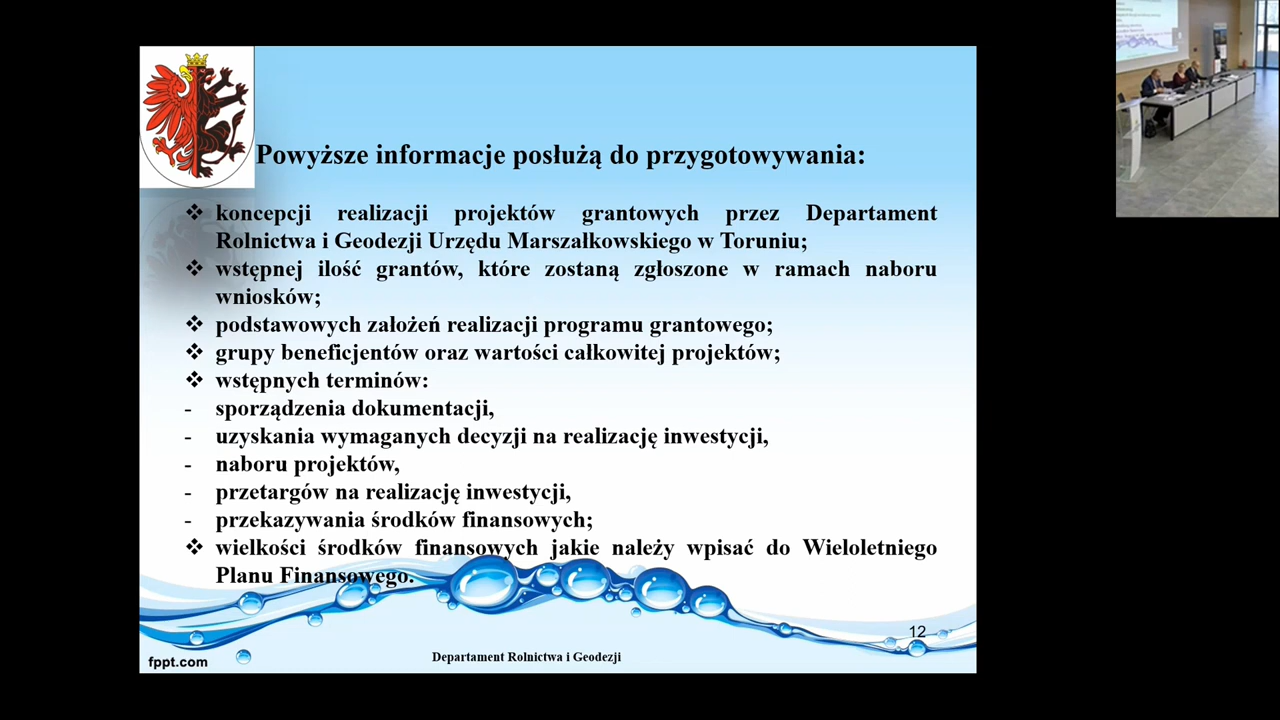 Powyższe informacje posłużą do przygotowywania:
❖ koncepcji realizacji projektów grantowych przez Departament
Rolnictwa i Geodezji Urzędu Marszałkowskiego w Toruniu;
❖ wstępnej ilość grantów, które zostaną zgłoszone w ramach naboru
wniosków;
❖ podstawowych założeń realizacji programu grantowego;
❖ grupy beneficjentów oraz wartości całkowitej projektów;
❖ wstępnych terminów:
- sporządzenia dokumentacji,
- uzyskania wymaganych decyzji na realizację inwestycji,
- naboru projektów,
- przetargów na realizację inwestycji,
- przekazywania środków finansowych;
❖ wielkości środków finansowych jakie należy wpisać do Wieloletniego
Planu Finansowego.
12
Departament Rolnictwa i Geodezji
fppt.com